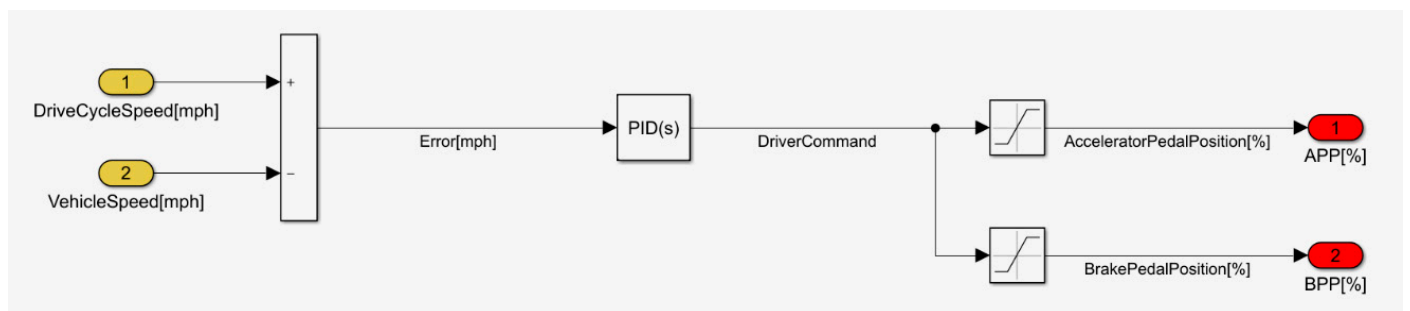 1
DriveCycleSpeed[mph]
2
VehicleSpeed[mph]
+
−
Error[mph]
PID(s)
DriverCommand
AcceleratorPedalPosition[%]
1
APP[%]
BrakePedalPosition[%]
2
BPP[%]